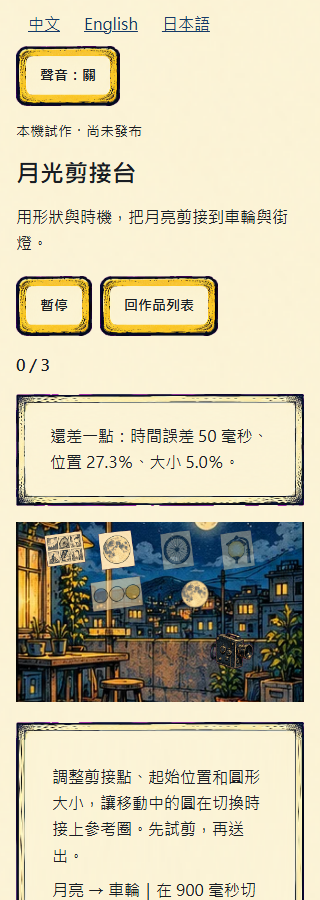 中文 English 日本語
聲音：關
本機試作・尚未發布
月光剪接台
用形狀與時機，把月亮剪接到車輪與街
燈。
暫停 回作品列表
0 / 3
還差一點：時間誤差 50 毫秒、
位置 27.3%、大小 5.0%。
調整剪接點、起始位置和圓形
大小，讓移動中的圓在切換時
接上參考圈。先試剪，再送
出。
月亮 → 車輪｜在 900 毫秒切